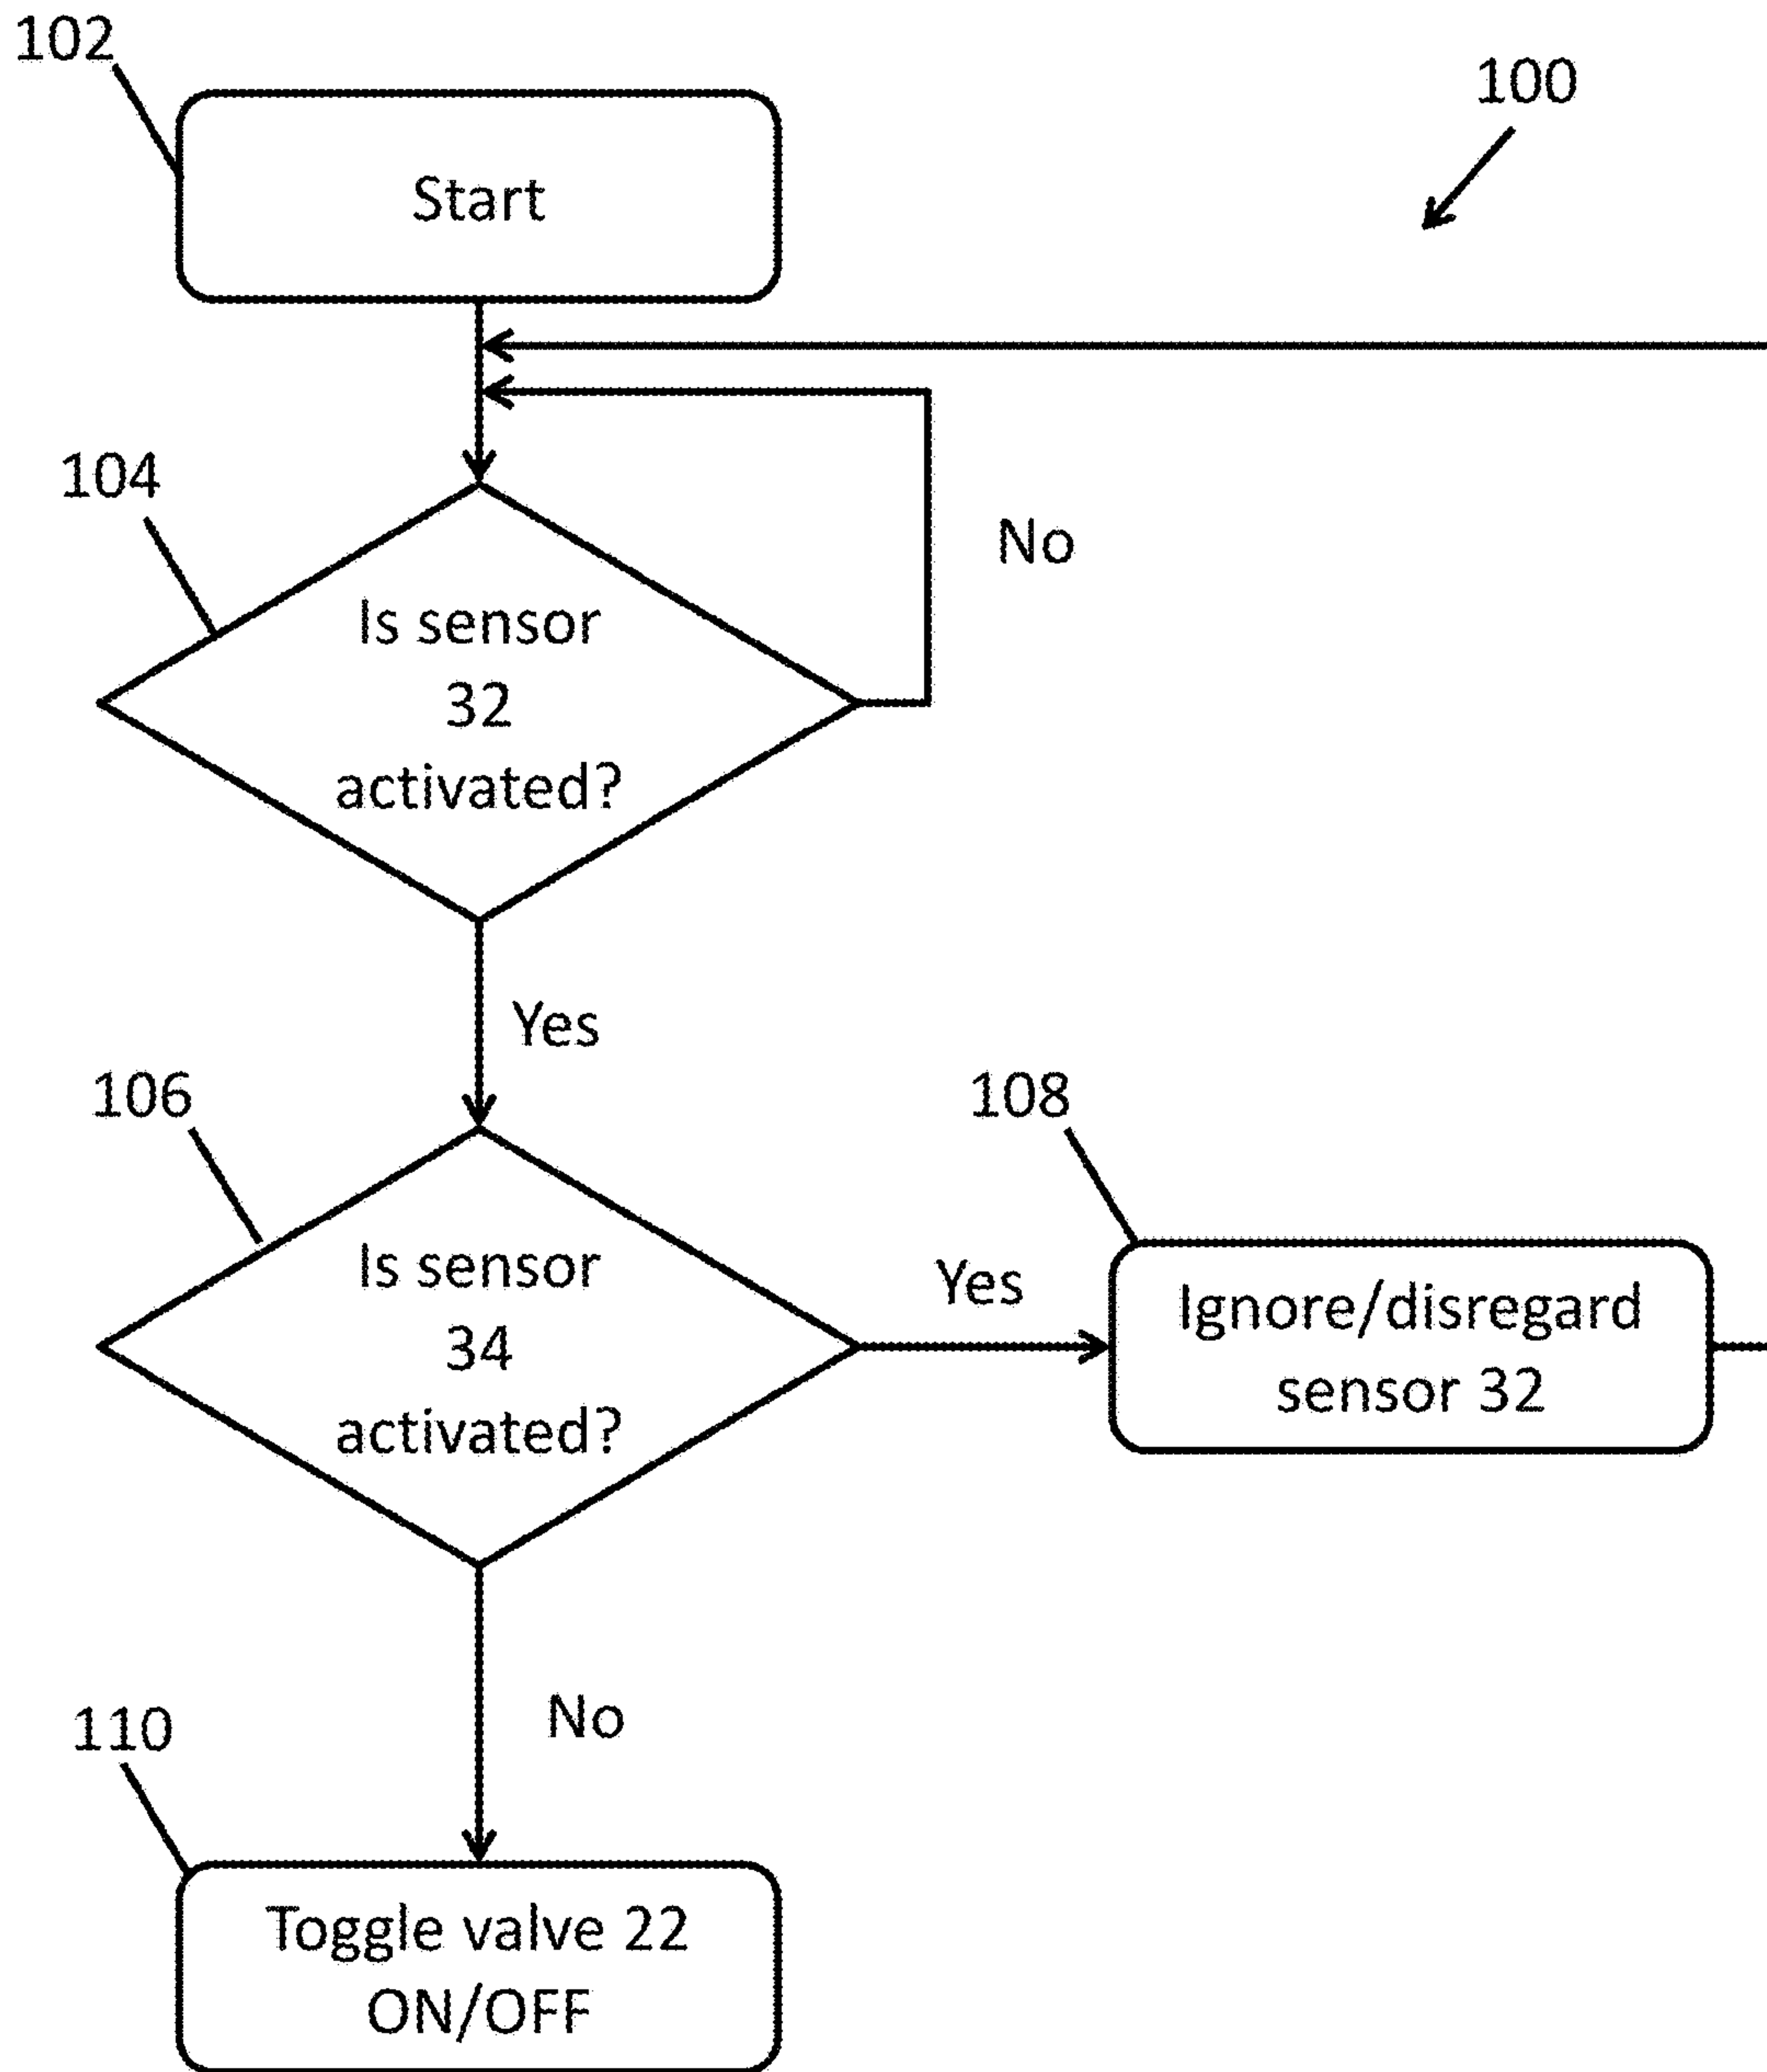 102
100
Start
104
No
Is sensor
32
activated?
Yes
106
108
Is sensor
34
activated?
Yes
Ignore/disregard
sensor 32
No
110
Toggle valve 22
ON/OFF